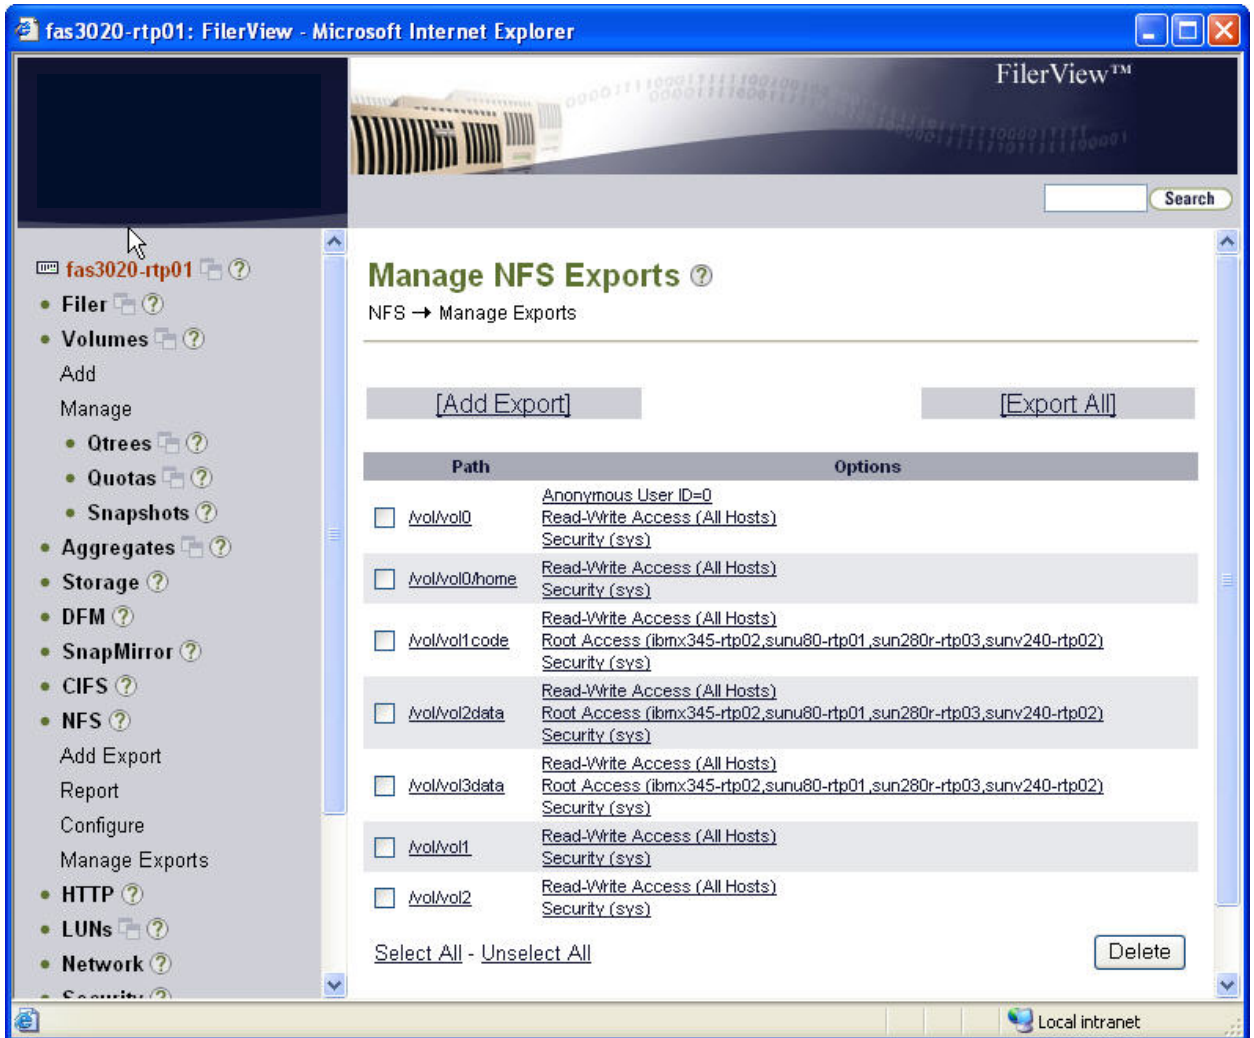 fas3020-rtp01: FilerView - Microsoft Internet Explorer
FilerView™
Search
fas3020-rtp01
Filer
Volumes
Add
Manage
Qtrees
Quotas
Snapshots
Aggregates
Storage
DFM
SnapMirror
CIFS
NFS
Add Export
Report
Configure
Manage Exports
HTTP
LUNs
Network
Security
Manage NFS Exports
NFS → Manage Exports
[Add Export] [Export All]
Path Options
/vol/vol0
Anonymous User ID=0
Read-Write Access (All Hosts)
Security (sys)
/vol/vol0/home
Read-Write Access (All Hosts)
Security (sys)
/vol/vol1code
Read-Write Access (All Hosts)
Root Access (ibmx345-rtp02,sunu80-rtp01,sun280r-rtp03,sunv240-rtp02)
Security (sys)
/vol/vol2data
Read-Write Access (All Hosts)
Root Access (ibmx345-rtp02,sunu80-rtp01,sun280r-rtp03,sunv240-rtp02)
Security (sys)
/vol/vol3data
Read-Write Access (All Hosts)
Root Access (ibmx345-rtp02,sunu80-rtp01,sun280r-rtp03,sunv240-rtp02)
Security (sys)
/vol/vol1
Read-Write Access (All Hosts)
Security (sys)
/vol/vol2
Read-Write Access (All Hosts)
Security (sys)
Select All - Unselect All
Delete
Local intranet